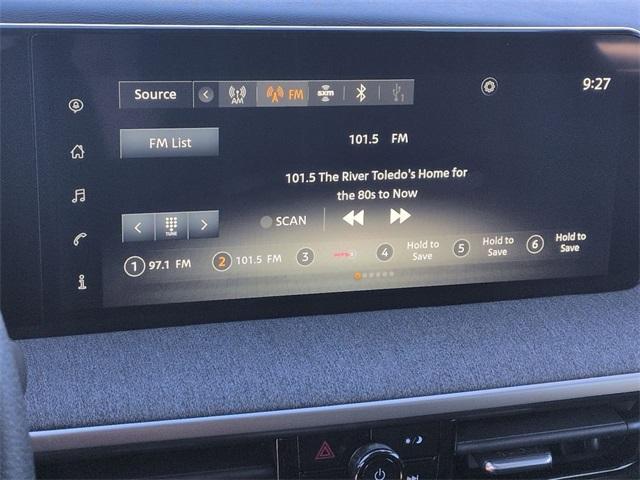 Source AM FM sxm 9:27
FM List 101.5 FM
101.5 The River Toledo's Home for
the 80s to Now
TUNE SCAN
1 97.1 FM 2 101.5 FM 3 4 Hold to Save 5 Hold to Save 6 Hold to Save